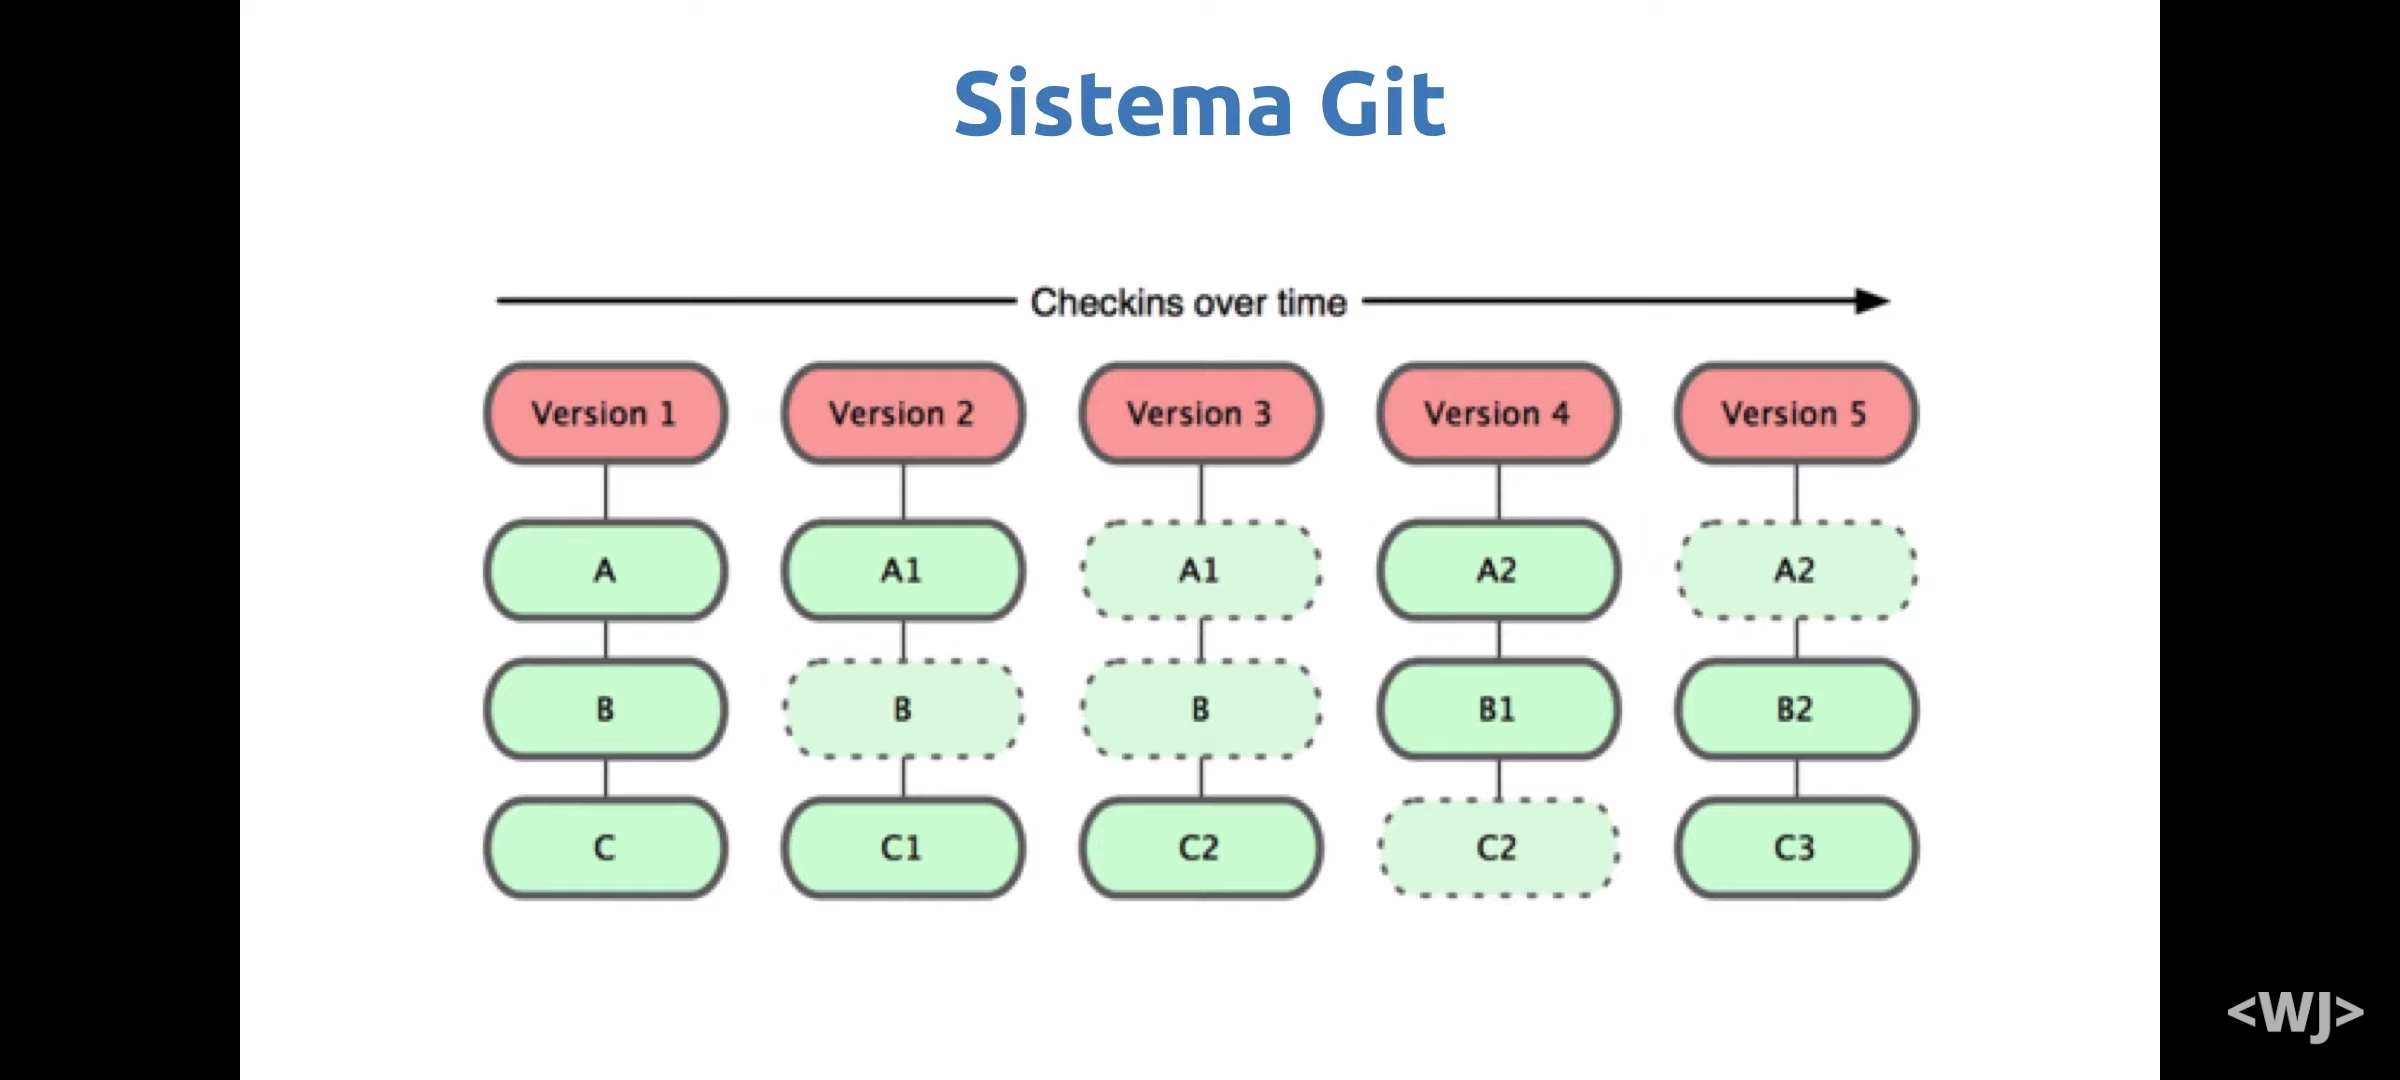 Sistema Git
Checkins over time
Version 1 Version 2 Version 3 Version 4 Version 5
A A1 A1 A2 A2
B B B B1 B2
C C1 C2 C2 C3
<WJ>